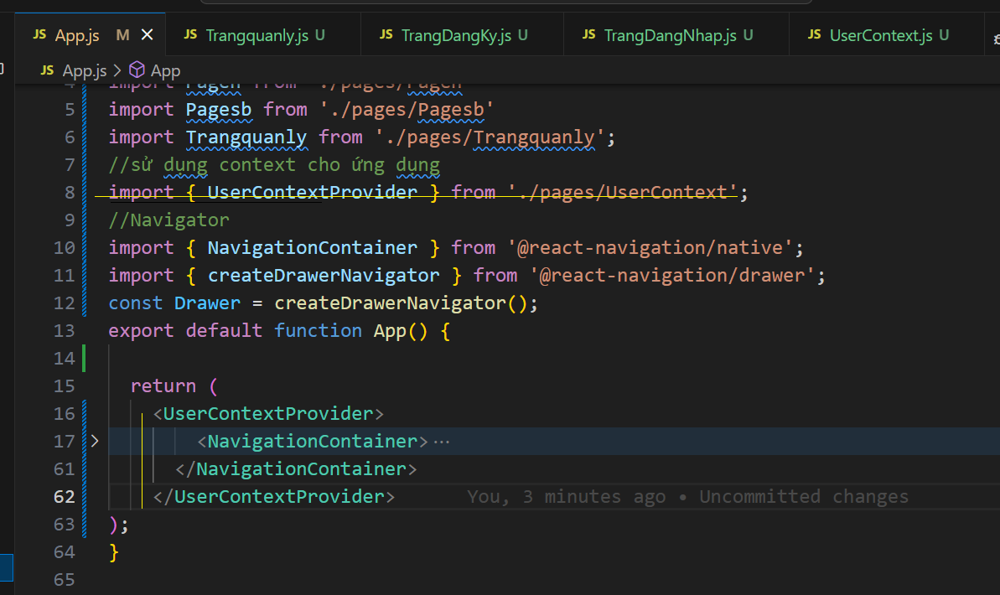 JS App.js M × JS Trangquanly.js U JS TrangDangKy.js U JS TrangDangNhap.js U JS UserContext.js U
JS App.js > App
4 import Pagen from './pages/Pagen'
5 import Pagesb from './pages/Pagesb'
6 import Trangquanly from './pages/Trangquanly';
7 //sử dụng context cho ứng dụng
8 import { UserContextProvider } from './pages/UserContext';
9 //Navigator
10 import { NavigationContainer } from '@react-navigation/native';
11 import { createDrawerNavigator } from '@react-navigation/drawer';
12 const Drawer = createDrawerNavigator();
13 export default function App() {
14
15 return (
16 <UserContextProvider>
17 > <NavigationContainer> ···
61 </NavigationContainer>
62 </UserContextProvider> You, 3 minutes ago • Uncommitted changes
63 );
64 }
65